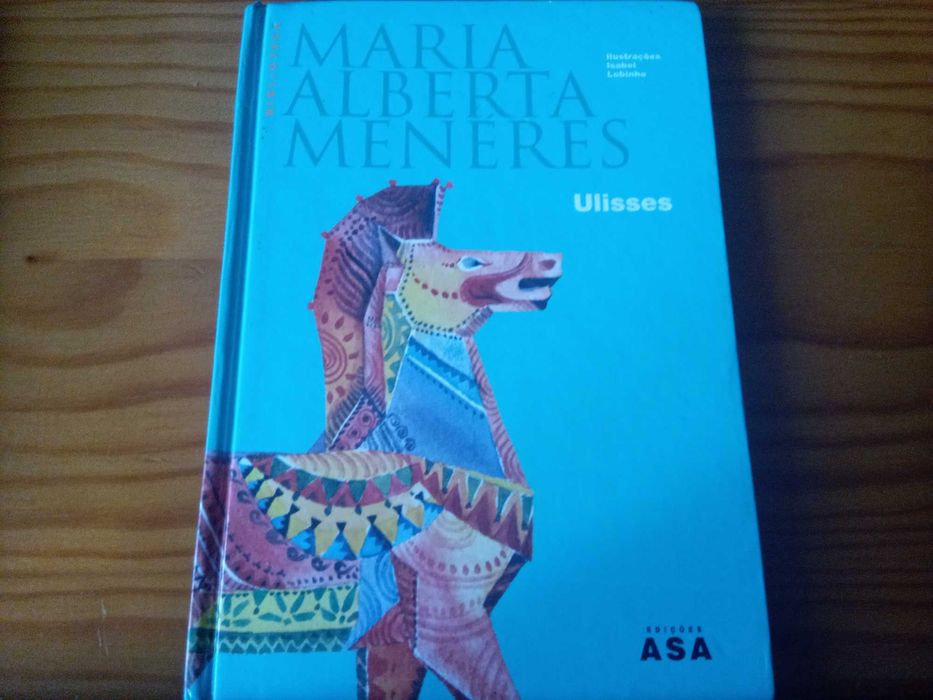 MARIA
ALBERTA
MENÉRES
Ilustrações
Isabel
Lobinho
Ulisses
EDIÇÕES
ASA